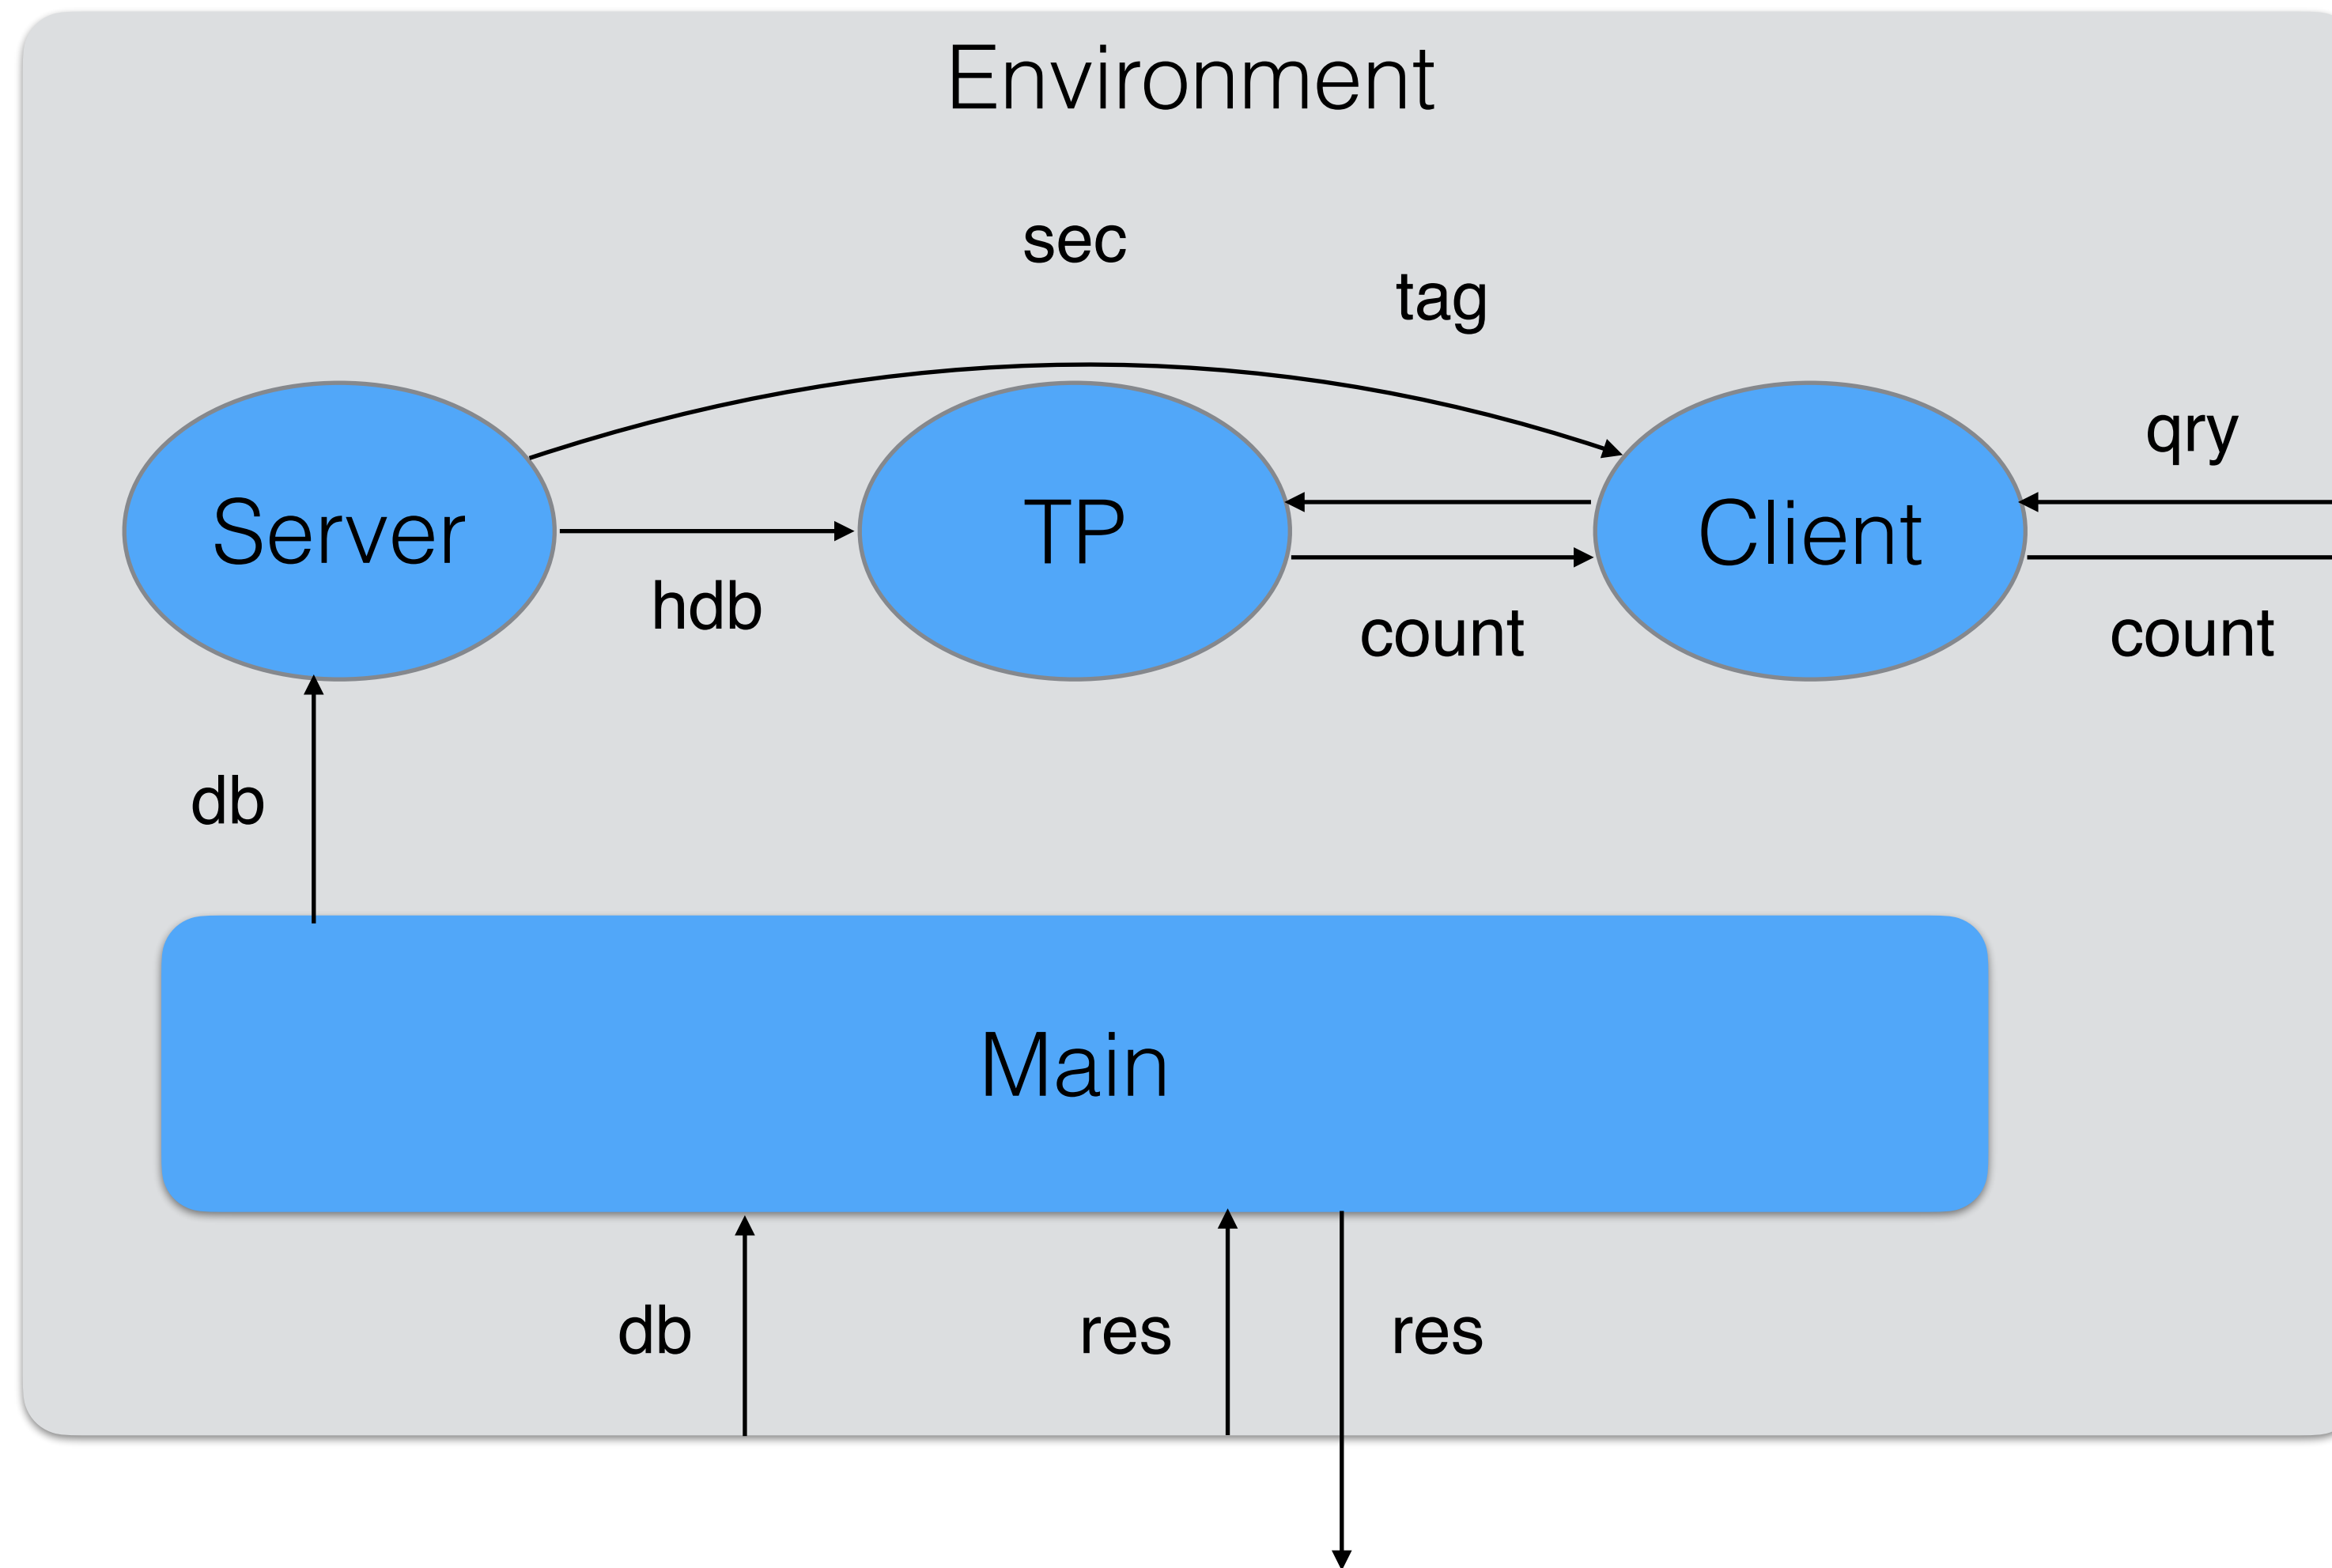 Environment
sec
tag
qry
Server
TP
Client
hdb
count
count
db
Main
db
res
res